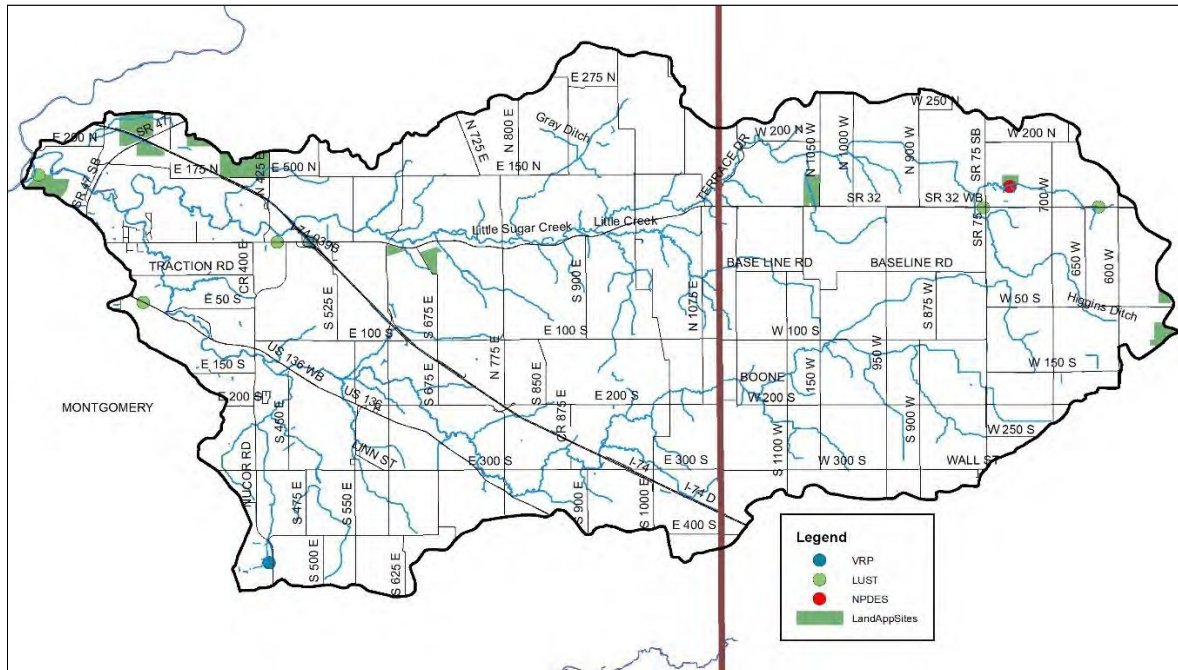 E 275 N
W 250 N
N 725 E
N 800 E
Gray Ditch
E 200 N
SR 47
W 200 N
N 1050 W
N 1000 W
N 900 W
SR 75 SB
W 200 N
E 175 N
N 425 E
E 500 N
E 150 N
TERRACE DR
SR 47 SB
SR 32
SR 32 WB
700 W
SR 75
Little Creek
Little Sugar Creek
I-74 039B
TRACTION RD
CR 400 E
S 900 E
BASE LINE RD
BASELINE RD
650 W
600 W
E 50 S
S 525 E
S 675 E
N 1075 E
S 875 W
W 50 S
Higgins Ditch
E 100 S
E 100 S
W 100 S
US 136 WB
E 150 S
N 775 E
S 850 E
950 W
W 150 S
S 675 E
BOONE
150 W
MONTGOMERY
E 200 S
US 136
E 200 S
W 200 S
S 450 E
CR 875 E
S 900 W
W 250 S
LINN ST
S 1100 W
NUCOR RD
E 300 S
I-74
E 300 S
W 300 S
WALL ST
S 475 E
S 550 E
S 900 E
S 1000 E
I-74 D
E 400 S
S 500 E
S 625 E
Legend
VRP
LUST
NPDES
LandAppSites